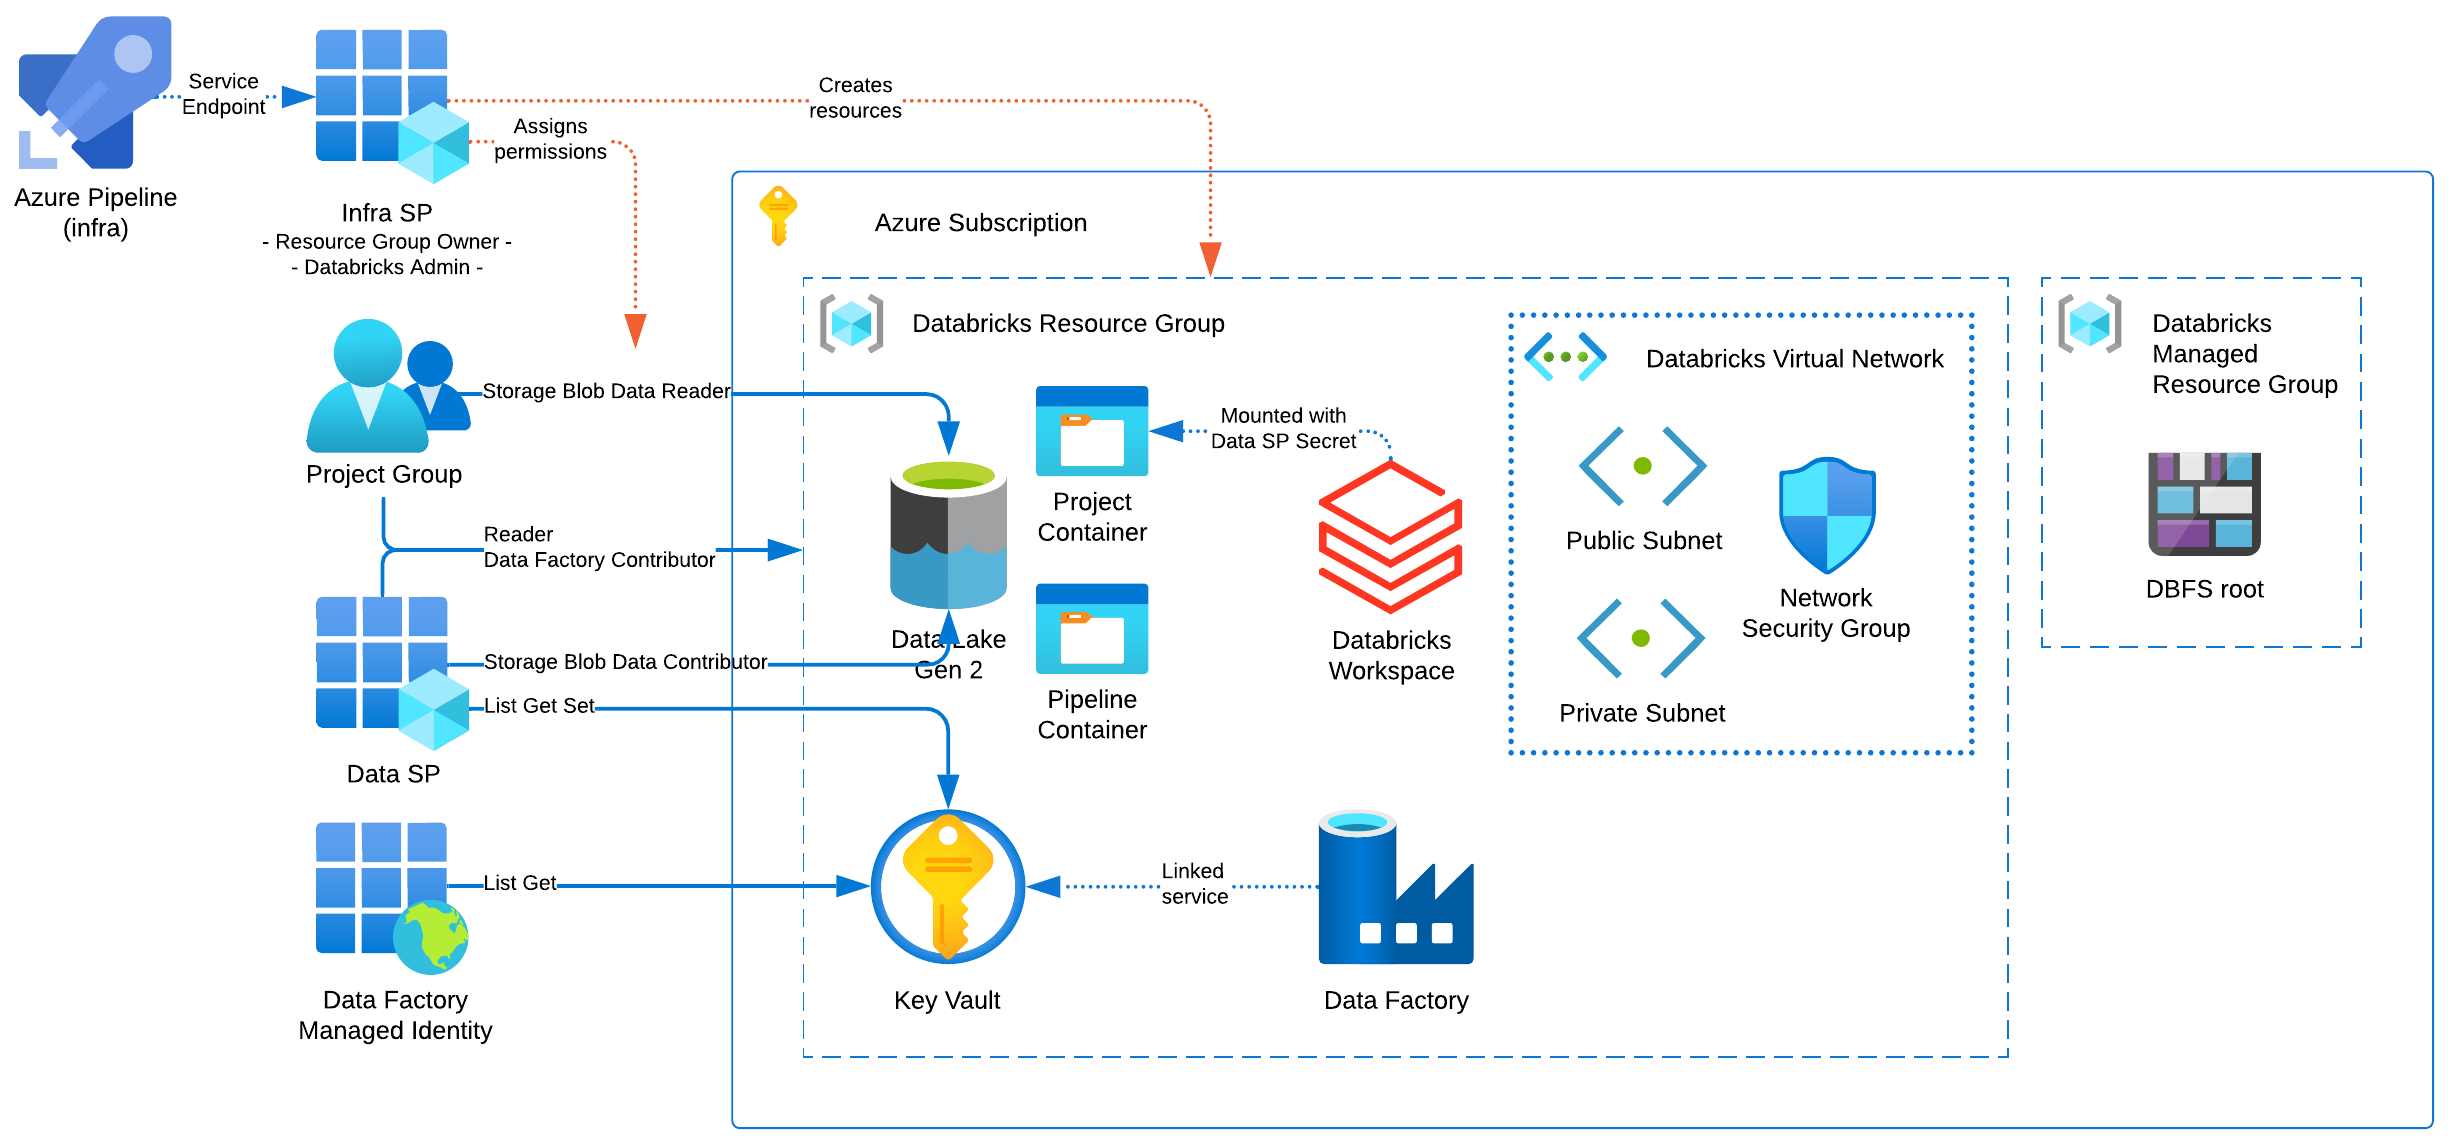 Azure Pipeline
(infra)
Service
Endpoint
Infra SP
- Resource Group Owner -
- Databricks Admin -
Creates
resources
Assigns
permissions
Azure Subscription
Databricks Resource Group
Project Group
Storage Blob Data Reader
Reader
Data Factory Contributor
Data SP
Storage Blob Data Contributor
List Get Set
Data Factory
Managed Identity
List Get
Data Lake
Gen 2
Project
Container
Pipeline
Container
Mounted with
Data SP Secret
Databricks
Workspace
Databricks Virtual Network
Public Subnet
Private Subnet
Network
Security Group
Key Vault
Linked
service
Data Factory
Databricks
Managed
Resource Group
DBFS root